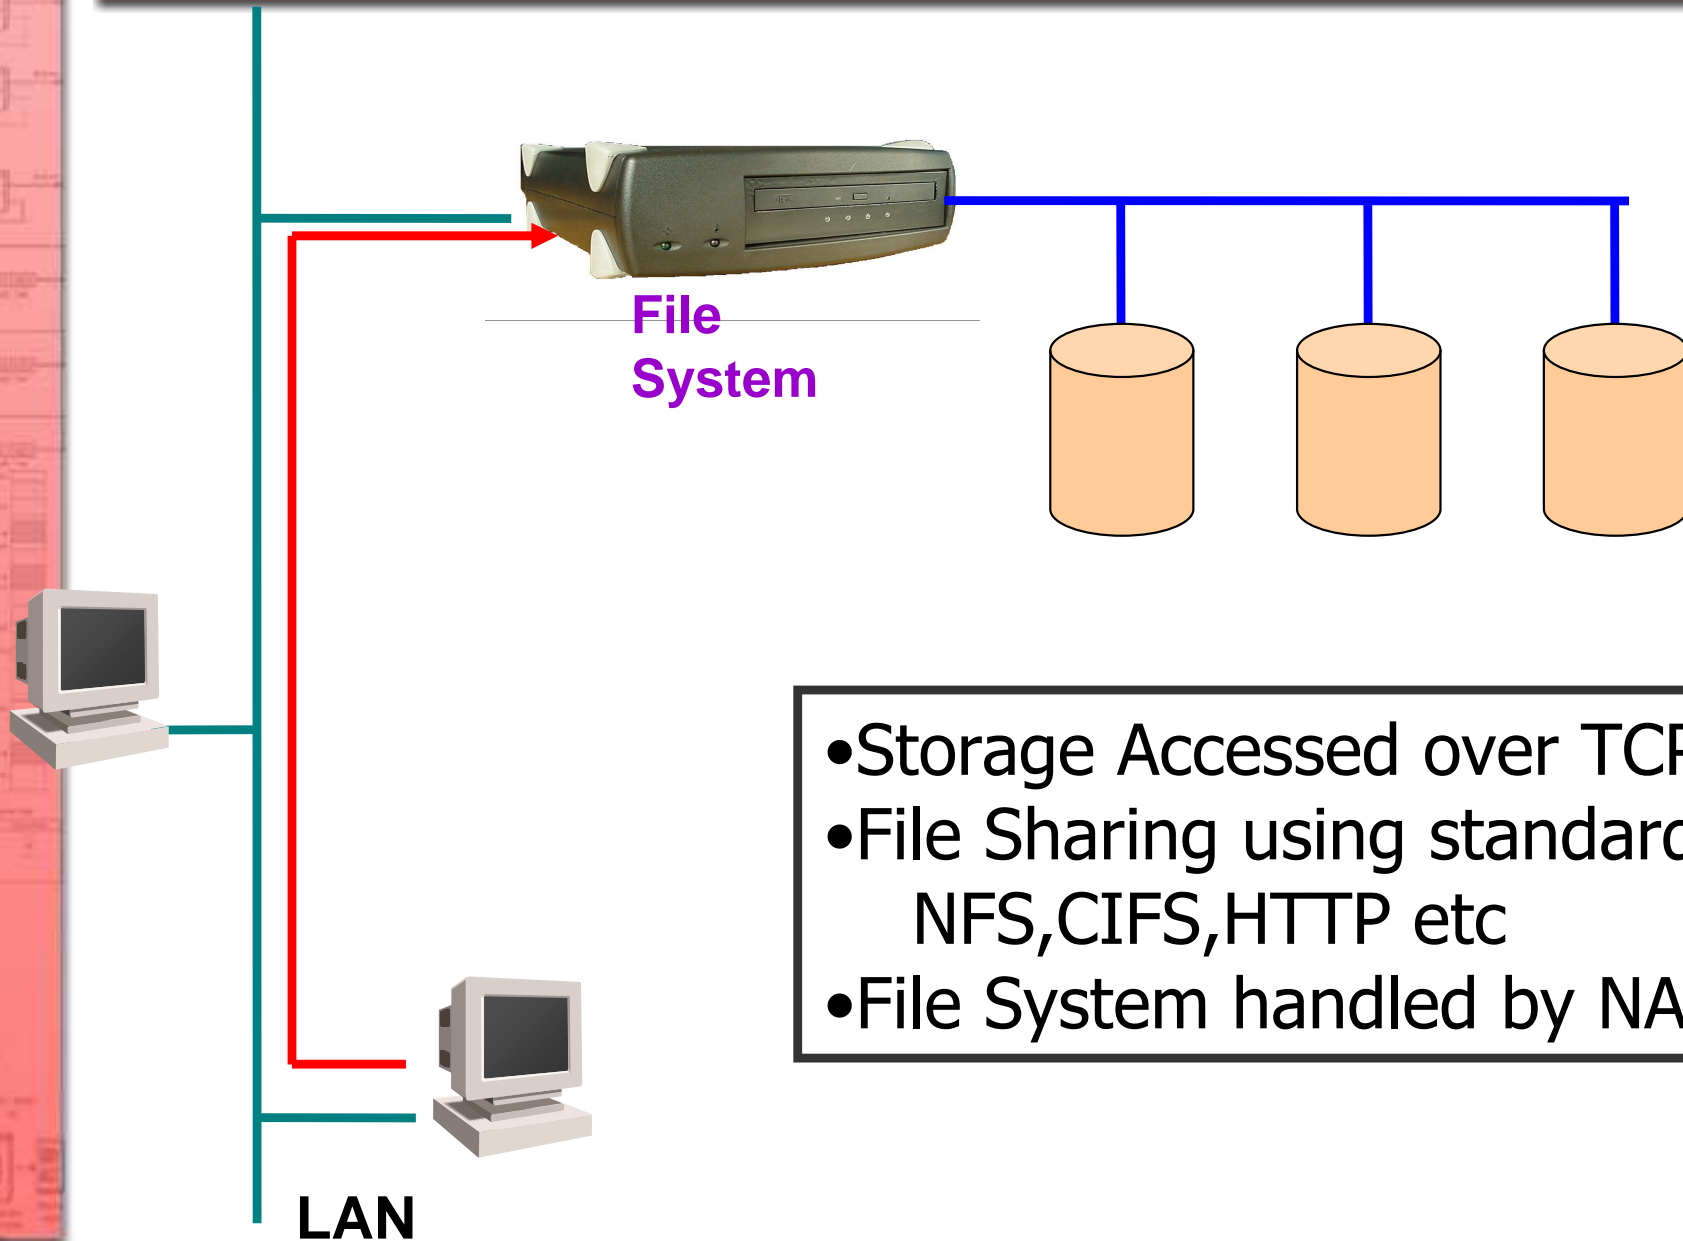 File
System
•Storage Accessed over
•File Sharing using
NFS,CIFS,HTTP etc
•File System handled by
LAN